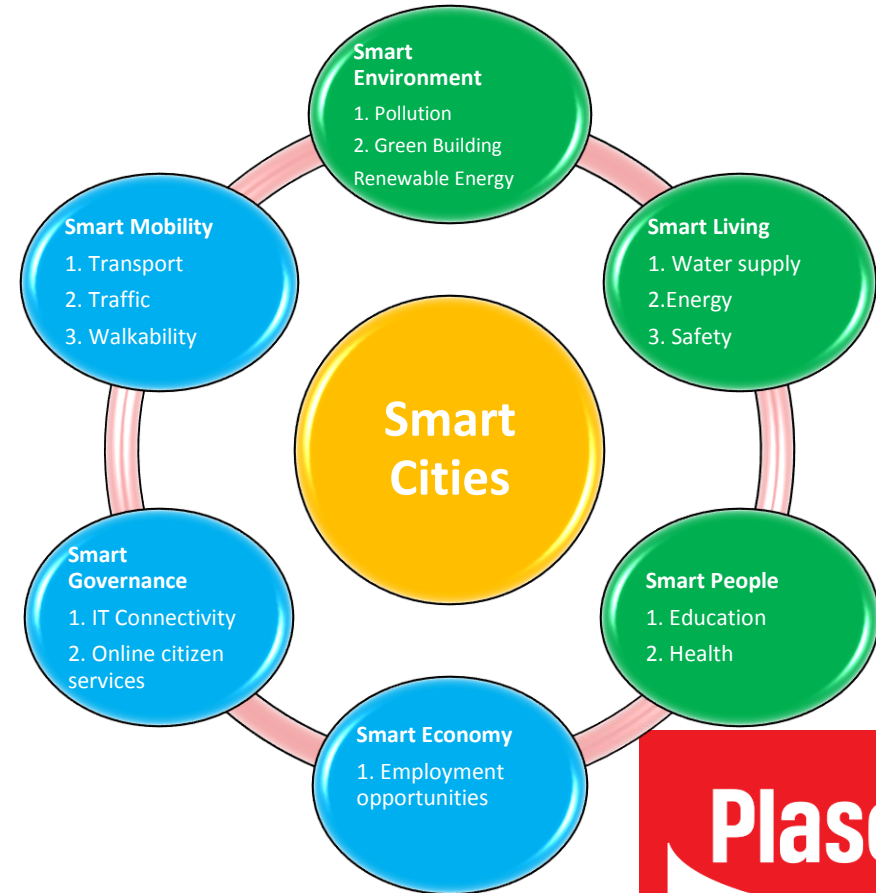 Smart
Environment
1. Pollution
2. Green Building
Renewable Energy
Smart Mobility
1. Transport
2. Traffic
3. Walkability
Smart Living
1. Water supply
2.Energy
3. Safety
Smart
Cities
Smart
Governance
1. IT Connectivity
2. Online citizen
services
Smart People
1. Education
2. Health
Smart Economy
1. Employment
opportunities